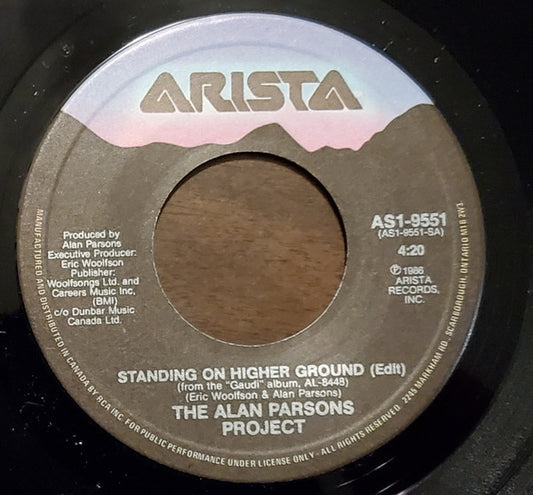 ARISTA
AS1-9551
(AS1-9551-SA)
4:20
℗1986
ARISTA
RECORDS,
INC.
Produced by
Alan Parsons
Executive Producer:
Eric Woolfson
Publisher:
Woolfsongs Ltd. and
Careers Music Inc.
(BMI)
c/o Dunbar Music
Canada Ltd.
STANDING ON HIGHER GROUND (Edit)
(from the "Gaudi" album, AL-8448)
(Eric Woolfson & Alan Parsons)
THE ALAN PARSONS
PROJECT
MANUFACTURED AND DISTRIBUTED IN CANADA BY RCA INC. FOR PUBLIC PERFORMANCE UNDER LICENSE ONLY - ALL RIGHTS RESERVED. 2245 MARKHAM RD. SCARBOROUGH, ONTARIO M1B 2W3